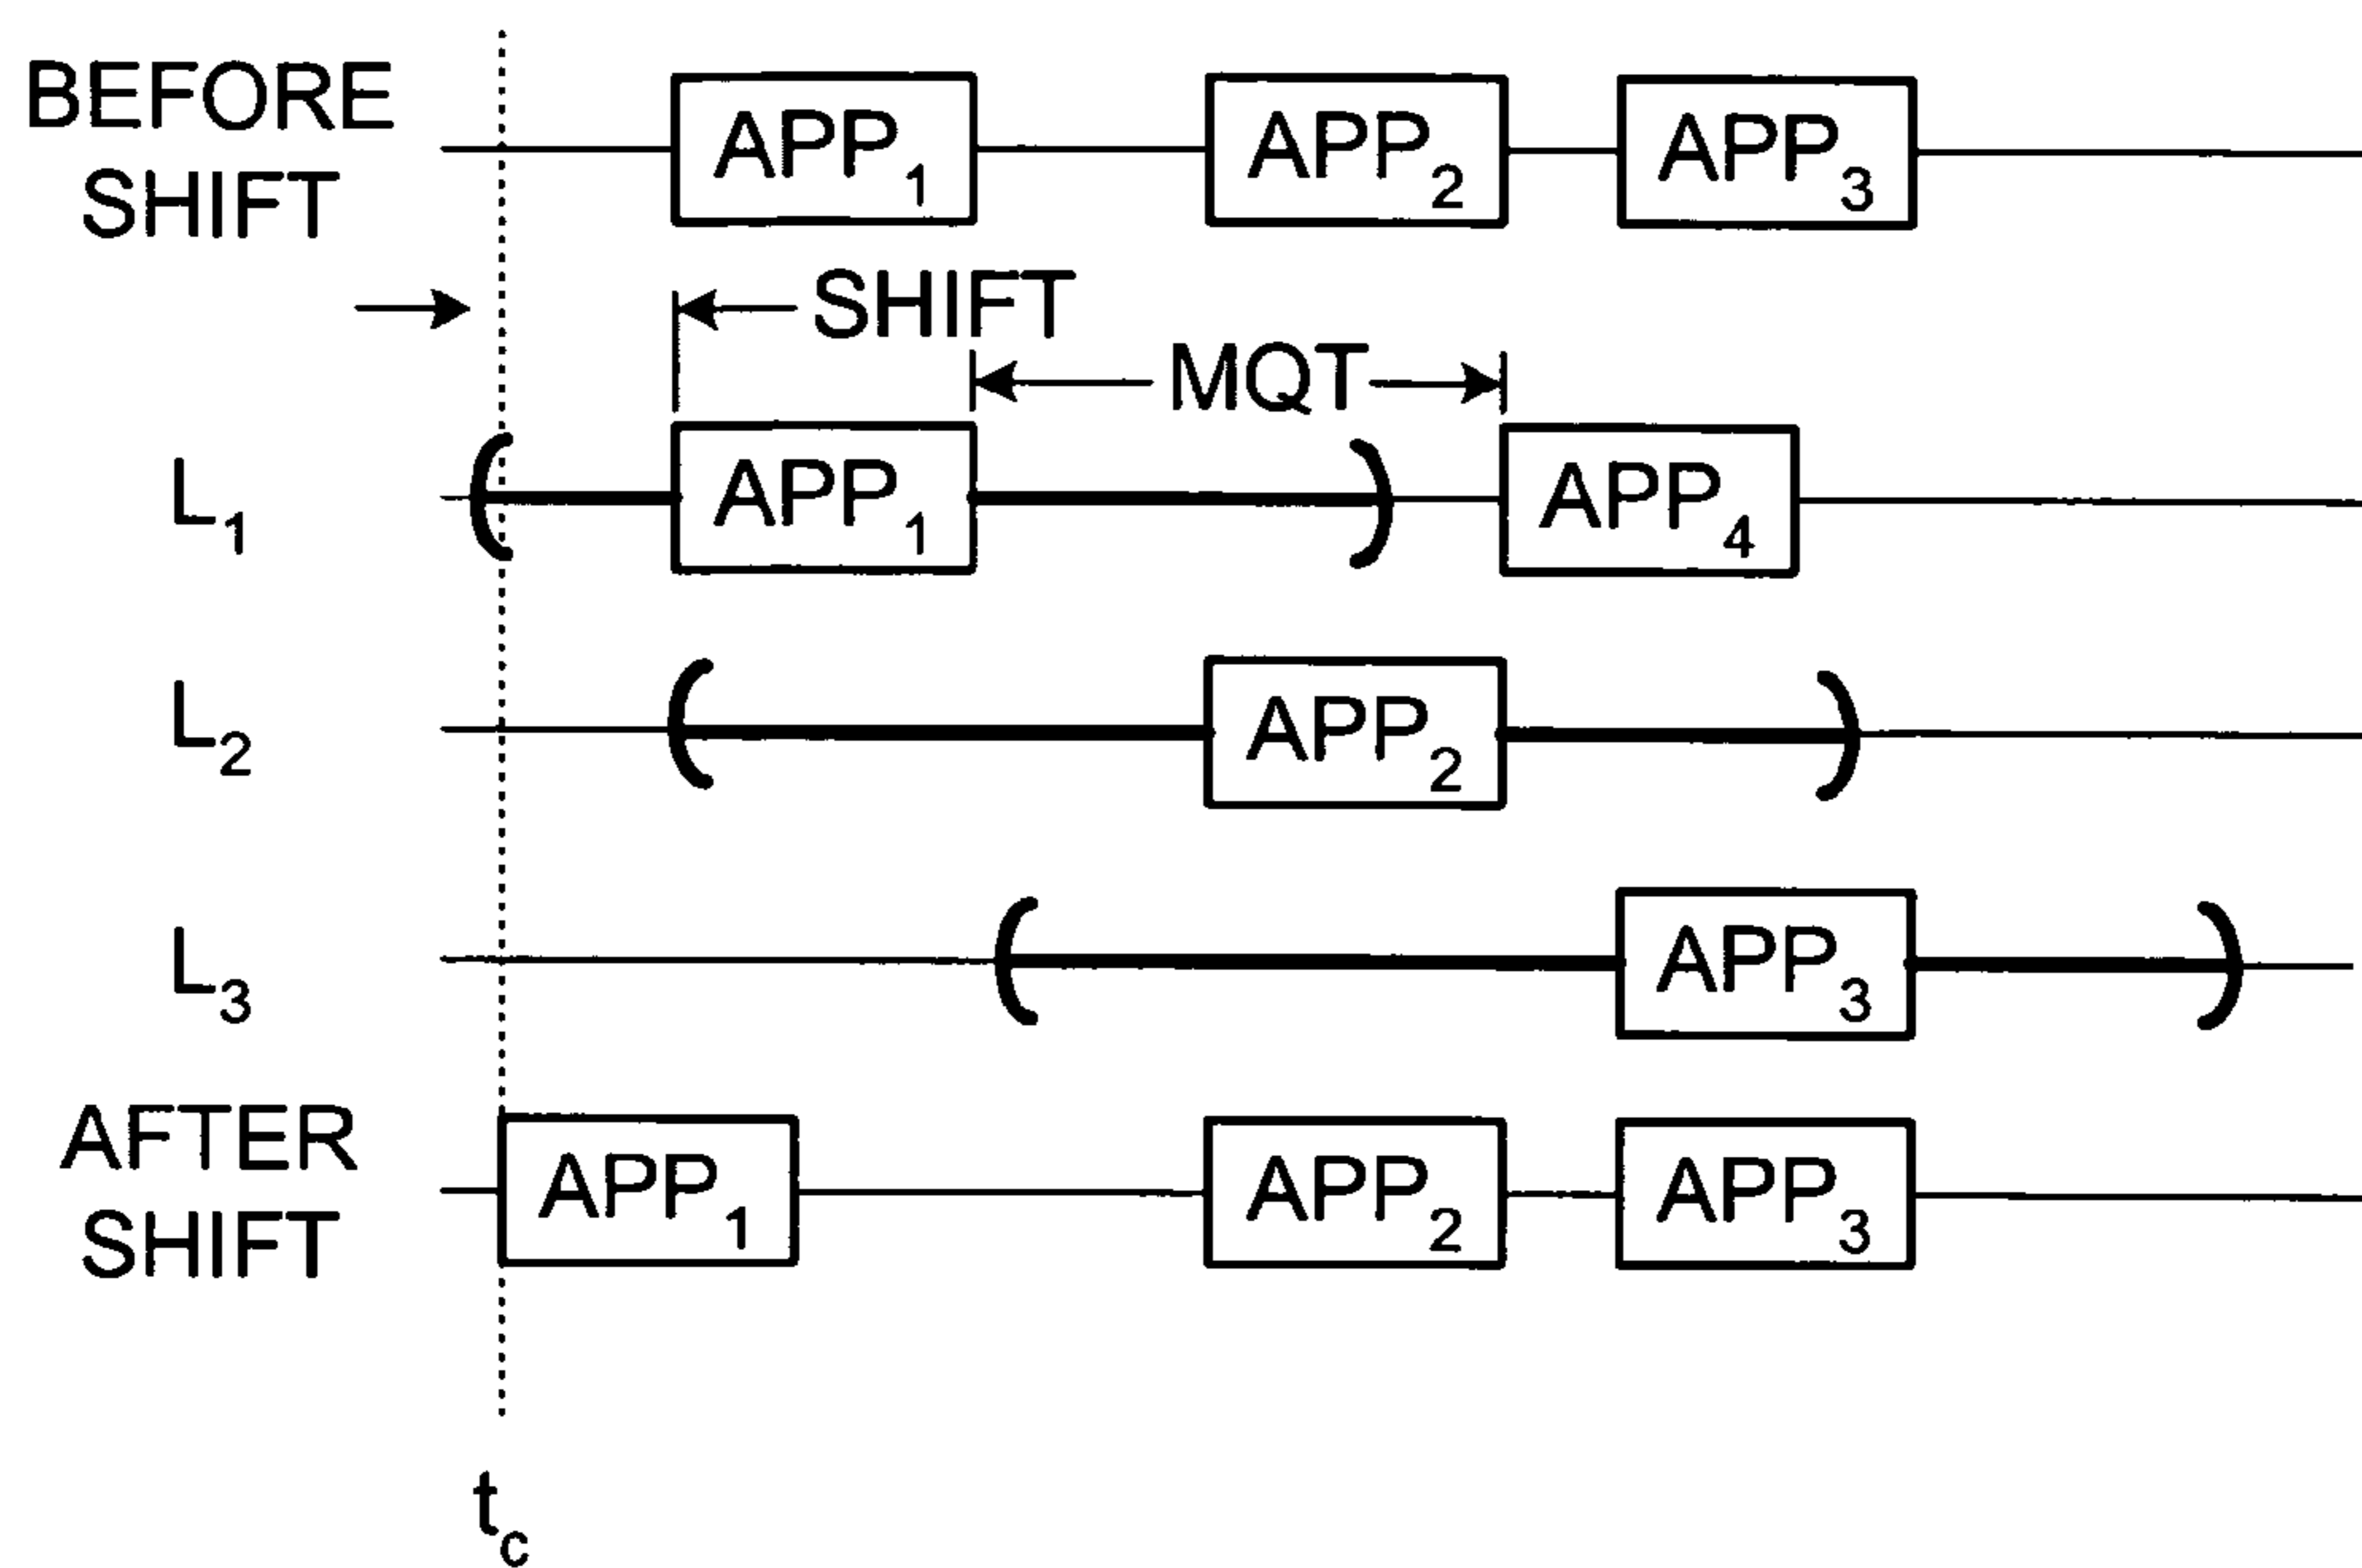 BEFORE SHIFT APP1 APP2 APP3
SHIFT
MQT
L1 APP1 APP4
L2 APP2
L3 APP3
AFTER SHIFT APP1 APP2 APP3
tc